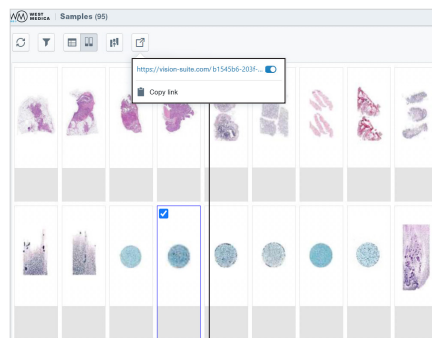 WEST
MEDICA
Samples (95)
https://vision-suite.com/b1545b6-203f-...
Copy link